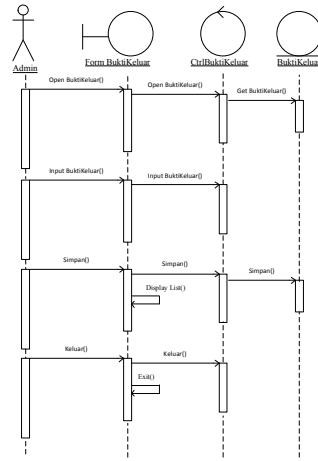 Admin
Form BuktiKeluar
CtrlBuktiKeluar
BuktiKeluar
Open BuktiKeluar()
Open BuktiKeluar()
Get BuktiKeluar()
Input BuktiKeluar()
Input BuktiKeluar()
Simpan()
Simpan()
Simpan()
Display List()
Keluar()
Keluar()
Exit()